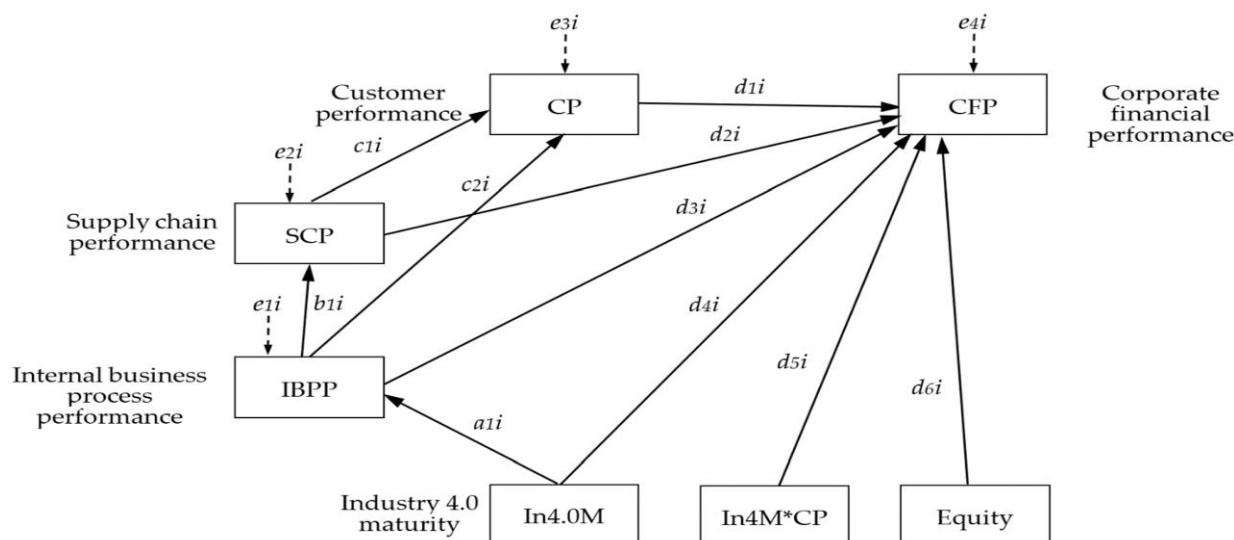 e3i
e4i
Customer
performance
CP
d1i
CFP
Corporate
financial
performance
e2i
c1i
d2i
c2i
Supply chain
performance
SCP
d3i
e1i
b1i
d4i
Internal business
process
performance
IBPP
d5i
d6i
a1i
Industry 4.0
maturity
In4.0M
In4M*CP
Equity